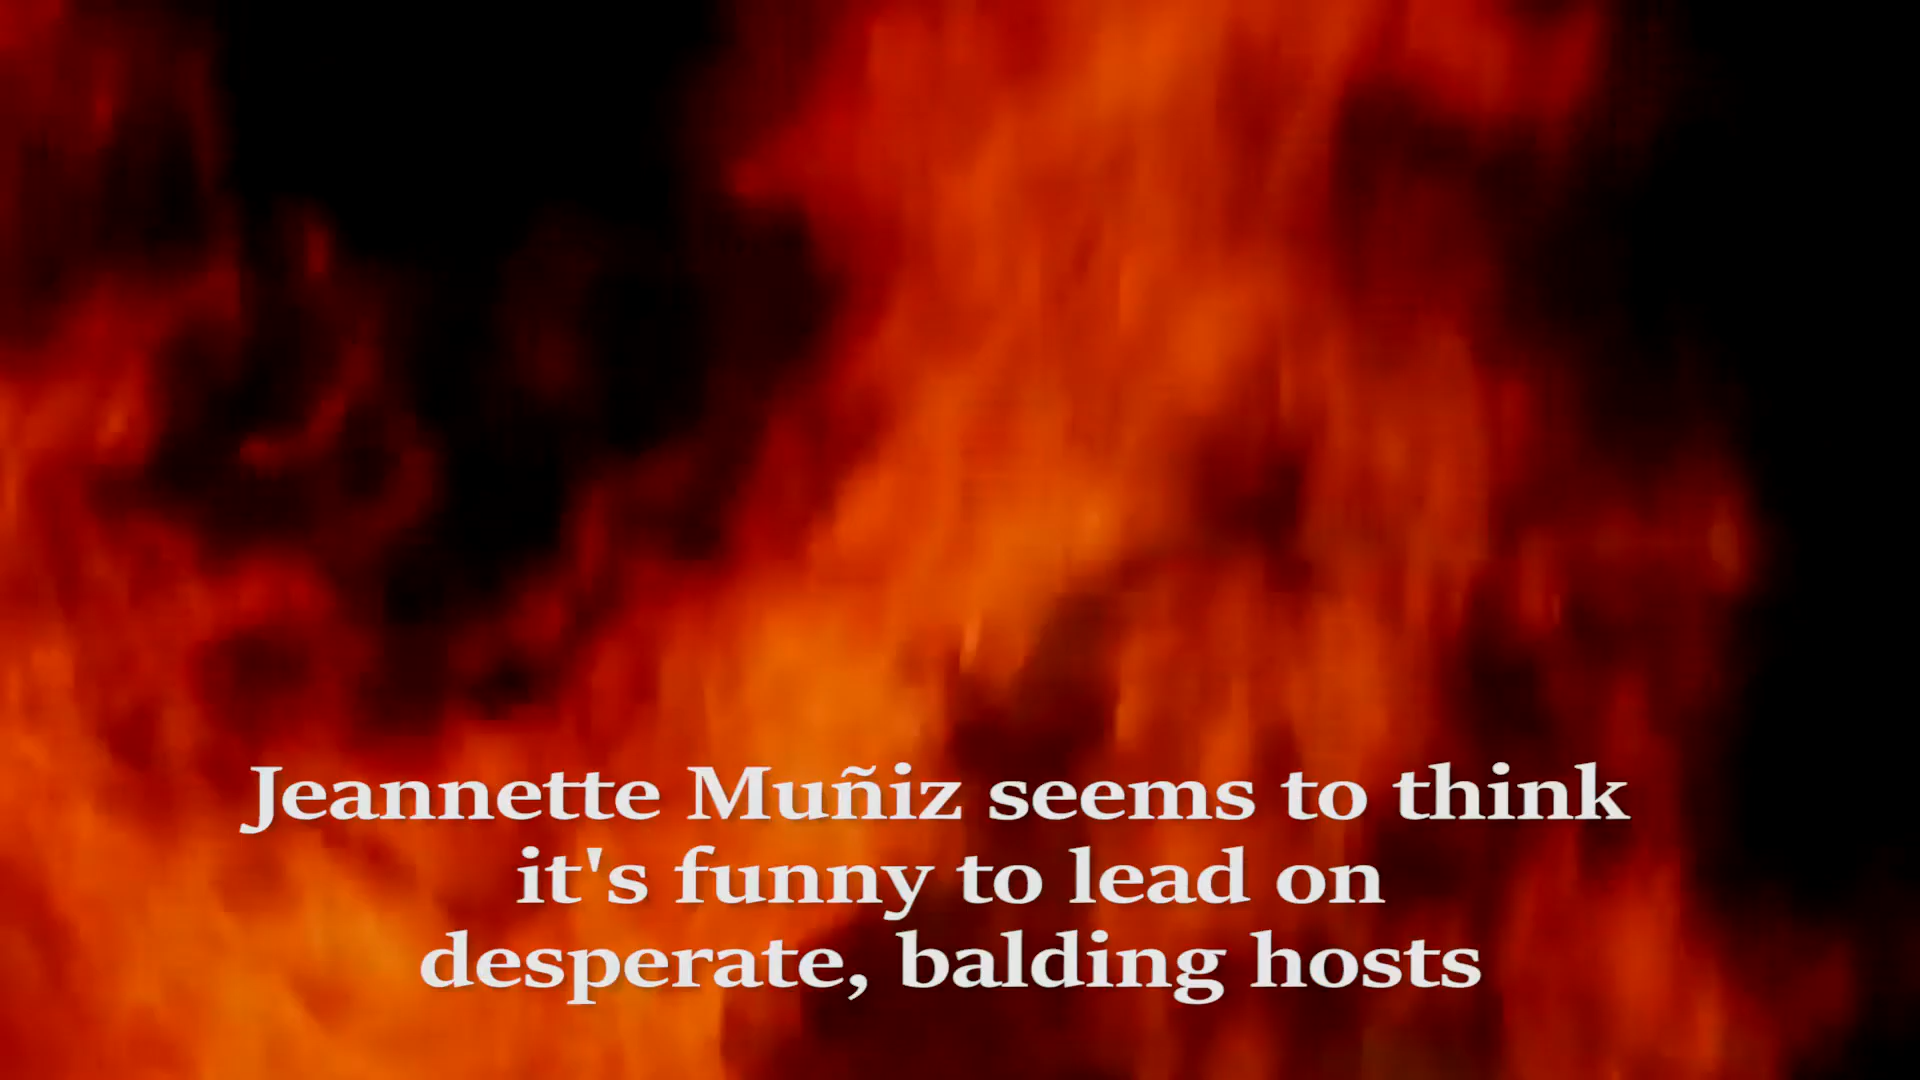 Jeannette Muñiz seems to think
it's funny to lead on
desperate, balding hosts